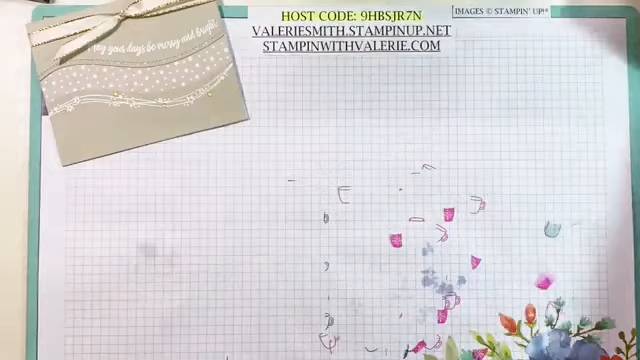 HOST CODE: 9HBSJR7N
VALERIESMITH.STAMPINUP.NET
STAMPINWITHVALERIE.COM
IMAGES © STAMPIN' UP!®
May your days be merry and bright!